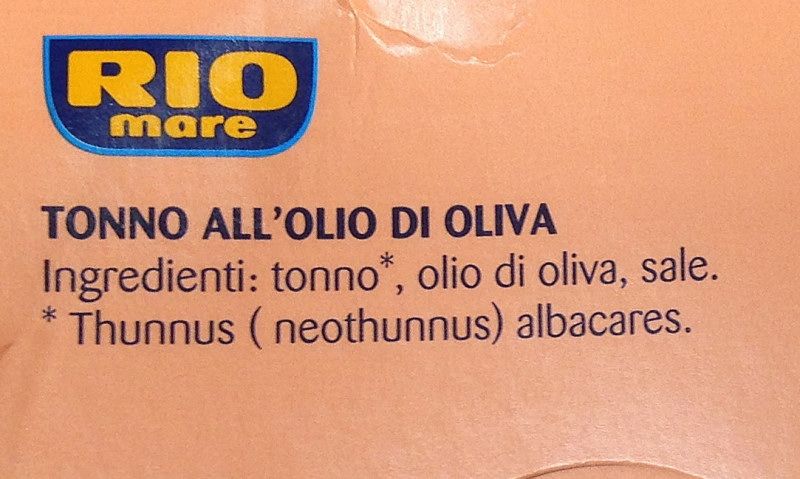 RIO
mare
TONNO ALL'OLIO DI OLIVA
Ingredienti: tonno*, olio di oliva, sale.
* Thunnus ( neothunnus) albacares.